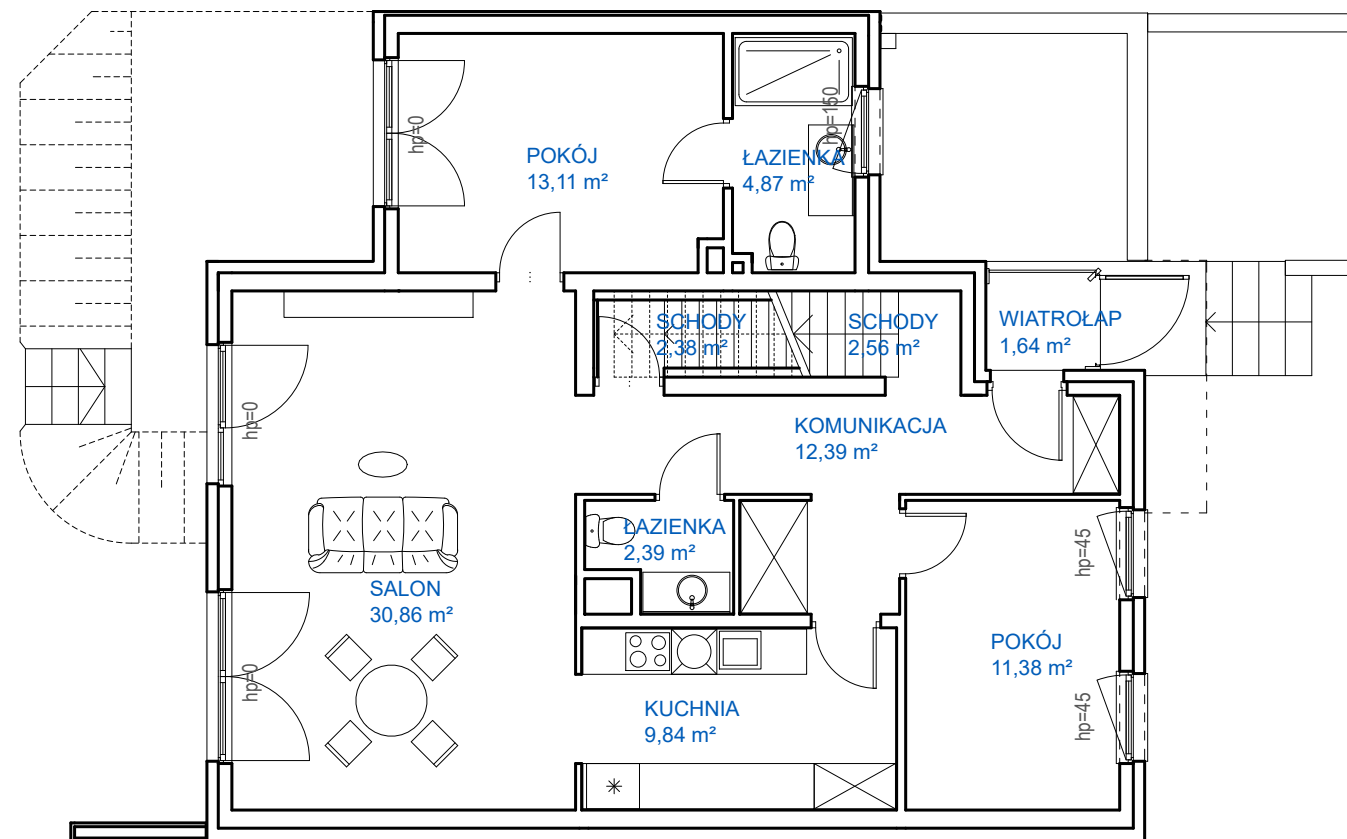 hp=0
POKÓJ
13,11 m²
hp=150
ŁAZIENKA
4,87 m²
SCHODY
2,38 m²
SCHODY
2,56 m²
WIATROŁAP
1,64 m²
hp=0
KOMUNIKACJA
12,39 m²
ŁAZIENKA
2,39 m²
hp=45
SALON
30,86 m²
POKÓJ
11,38 m²
hp=0
KUCHNIA
9,84 m²
hp=45